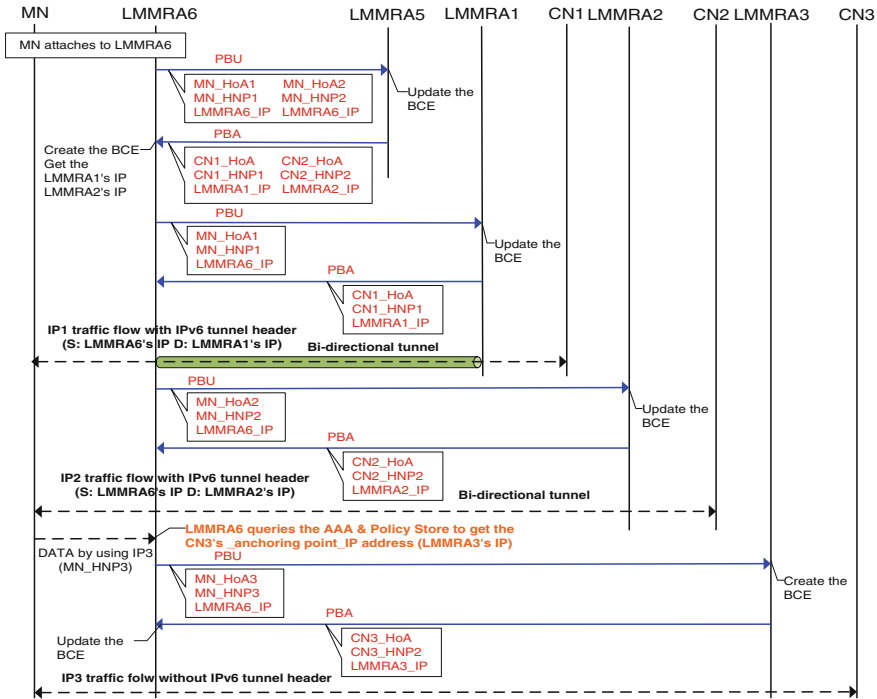 MN LMMRA6 LMMRA5 LMMRA1 CN1 LMMRA2 CN2 LMMRA3 CN3
MN attaches to LMMRA6
PBU
MN_HoA1 MN_HoA2
MN_HNP1 MN_HNP2
LMMRA6_IP LMMRA6_IP
Update the
BCE
PBA
Create the BCE
Get the
LMMRA1's IP
LMMRA2's IP
CN1_HoA CN2_HoA
CN1_HNP1 CN2_HNP2
LMMRA1_IP LMMRA2_IP
PBU
MN_HoA1
MN_HNP1
LMMRA6_IP
Update the
BCE
PBA
CN1_HoA
CN1_HNP1
LMMRA1_IP
IP1 traffic flow with IPv6 tunnel header
(S: LMMRA6's IP D: LMMRA1's IP)
Bi-directional tunnel
PBU
MN_HoA2
MN_HNP2
LMMRA6_IP
Update the
BCE
PBA
CN2_HoA
CN2_HNP2
LMMRA2_IP
IP2 traffic flow with IPv6 tunnel header
(S: LMMRA6's IP D: LMMRA2's IP)
Bi-directional tunnel
LMMRA6 queries the AAA & Policy Store to get the
CN3's _anchoring point_IP address (LMMRA3's IP)
DATA by using IP3
(MN_HNP3)
PBU
MN_HoA3
MN_HNP3
LMMRA6_IP
Create the
BCE
PBA
Update the
BCE
CN3_HoA
CN3_HNP2
LMMRA3_IP
IP3 traffic folw without IPv6 tunnel header